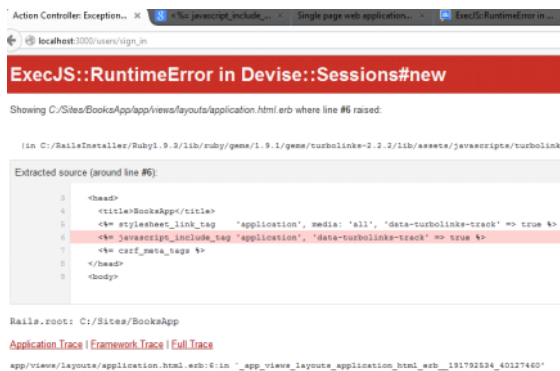 Action Controller: Exception... × <%= javascript_include_... × Single page web application... × ExecJS::RuntimeError in ...
localhost:3000/users/sign_in
ExecJS::RuntimeError in Devise::Sessions#new
Showing C:/Sites/BooksApp/app/views/layouts/application.html.erb where line #6 raised:
(in C:/RailsInstaller/Ruby1.9.3/lib/ruby/gems/1.9.1/gems/turbolinks-2.2.2/lib/assets/javascripts/turbolink
Extracted source (around line #6):
3 <head>
4 <title>BooksApp</title>
5 <%= stylesheet_link_tag 'application', media: 'all', 'data-turbolinks-track' => true %>
6 <%= javascript_include_tag 'application', 'data-turbolinks-track' => true %>
7 <%= csrf_meta_tags %>
8 </head>
9 <body>
Rails.root: C:/Sites/BooksApp
Application Trace | Framework Trace | Full Trace
app/views/layouts/application.html.erb:6:in `_app_views_layouts_application_html_erb__191792534_40127460'